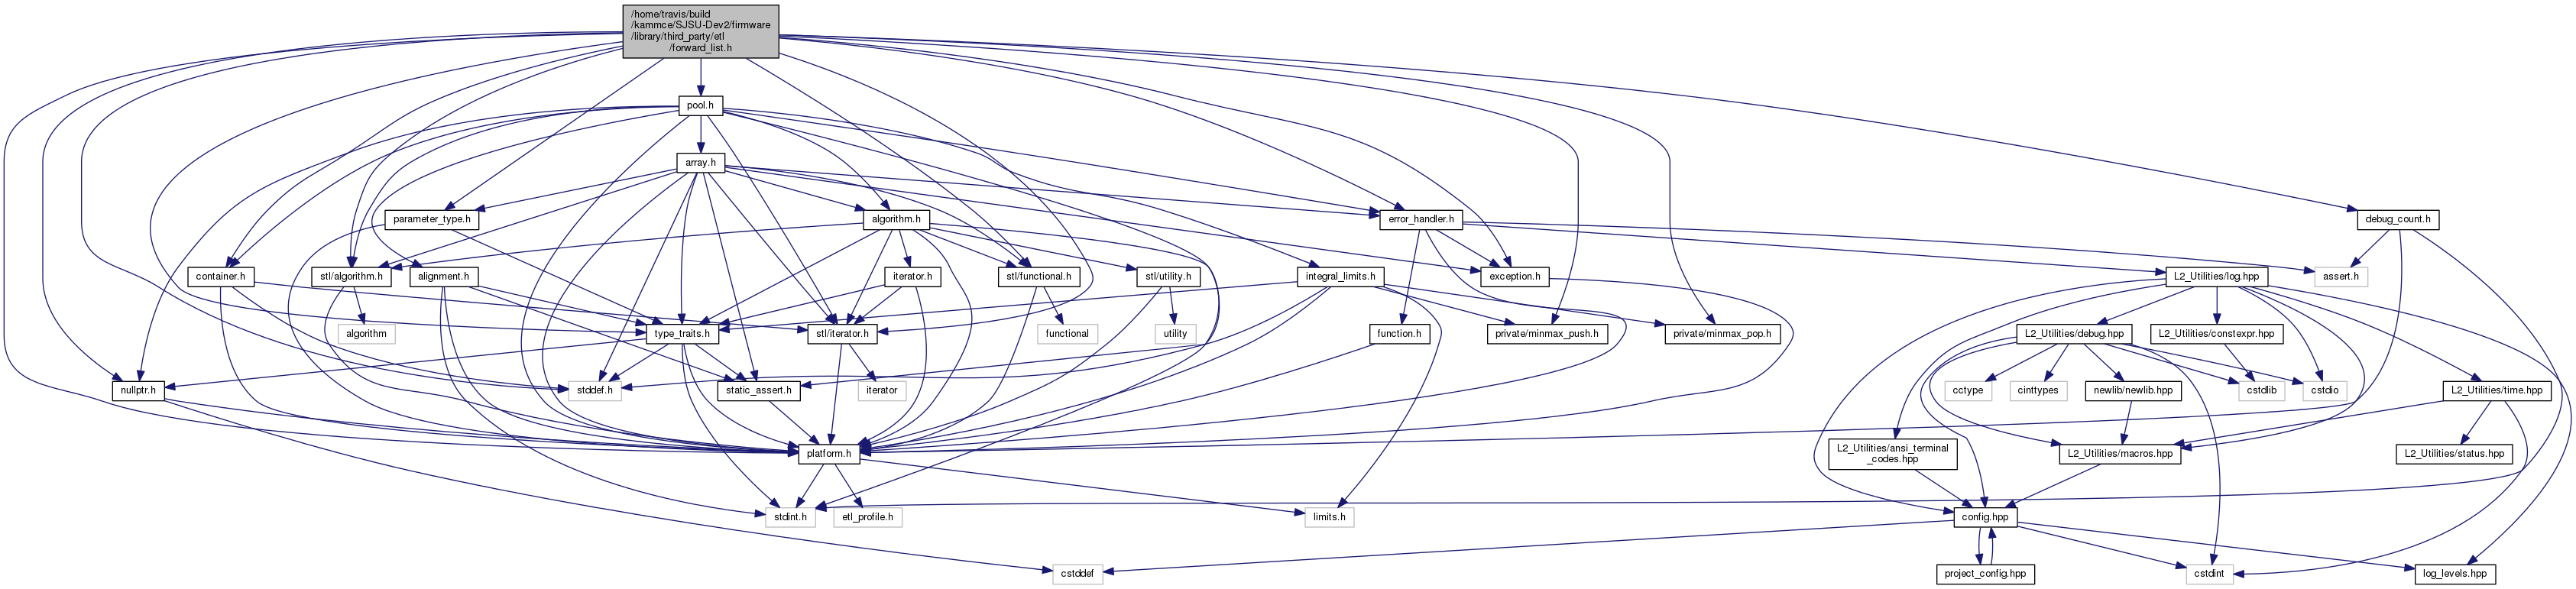 /home/travis/build
/kammce/SJSU-Dev2/firmware
/library/third_party/etl
/forward_list.h
pool.h
array.h
parameter_type.h
algorithm.h
error_handler.h
debug_count.h
container.h
stl/algorithm.h
alignment.h
iterator.h
stl/functional.h
stl/utility.h
integral_limits.h
exception.h
L2_Utilities/log.hpp
assert.h
algorithm
type_traits.h
stl/iterator.h
functional
utility
function.h
private/minmax_push.h
private/minmax_pop.h
L2_Utilities/debug.hpp
L2_Utilities/constexpr.hpp
nullptr.h
stddef.h
static_assert.h
iterator
cctype
cinttypes
newlib/newlib.hpp
cstdlib
cstdio
L2_Utilities/time.hpp
platform.h
L2_Utilities/ansi_terminal
_codes.hpp
L2_Utilities/macros.hpp
L2_Utilities/status.hpp
stdint.h
etl_profile.h
limits.h
config.hpp
cstddef
project_config.hpp
cstdint
log_levels.hpp